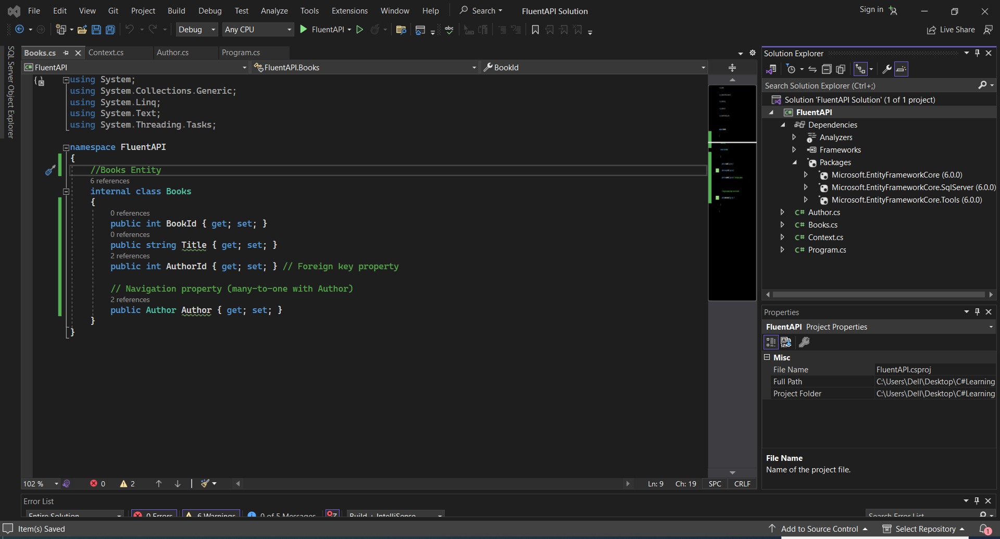 File Edit View Git Project Build Debug Test Analyze Tools Extensions Window Help Search FluentAPI Solution Sign in
Debug Any CPU FluentAPI Live Share
SQL Server Object Explorer
Books.cs Context.cs Author.cs Program.cs
FluentAPI FluentAPI.Books BookId
using System;
using System.Collections.Generic;
using System.Linq;
using System.Text;
using System.Threading.Tasks;
namespace FluentAPI
{
//Books Entity
6 references
internal class Books
{
0 references
public int BookId { get; set; }
0 references
public string Title { get; set; }
2 references
public int AuthorId { get; set; } // Foreign key property
// Navigation property (many-to-one with Author)
2 references
public Author Author { get; set; }
}
}
102 % 0 2 Ln: 9 Ch: 19 SPC CRLF
Solution Explorer
Search Solution Explorer (Ctrl+;)
Solution 'FluentAPI Solution' (1 of 1 project)
C# FluentAPI
Dependencies
Analyzers
Frameworks
Packages
Microsoft.EntityFrameworkCore (6.0.0)
Microsoft.EntityFrameworkCore.SqlServer (6.0.0)
Microsoft.EntityFrameworkCore.Tools (6.0.0)
C# Author.cs
C# Books.cs
C# Context.cs
C# Program.cs
Properties
FluentAPI Project Properties
Misc
File Name FluentAPI.csproj
Full Path C:\Users\Dell\Desktop\C#Learning
Project Folder C:\Users\Dell\Desktop\C#Learning
File Name
Name of the project file.
Error List
Entire Solution 0 Errors 6 Warnings 0 of 5 Messages Build + IntelliSense Search Error List
Item(s) Saved Add to Source Control Select Repository 1